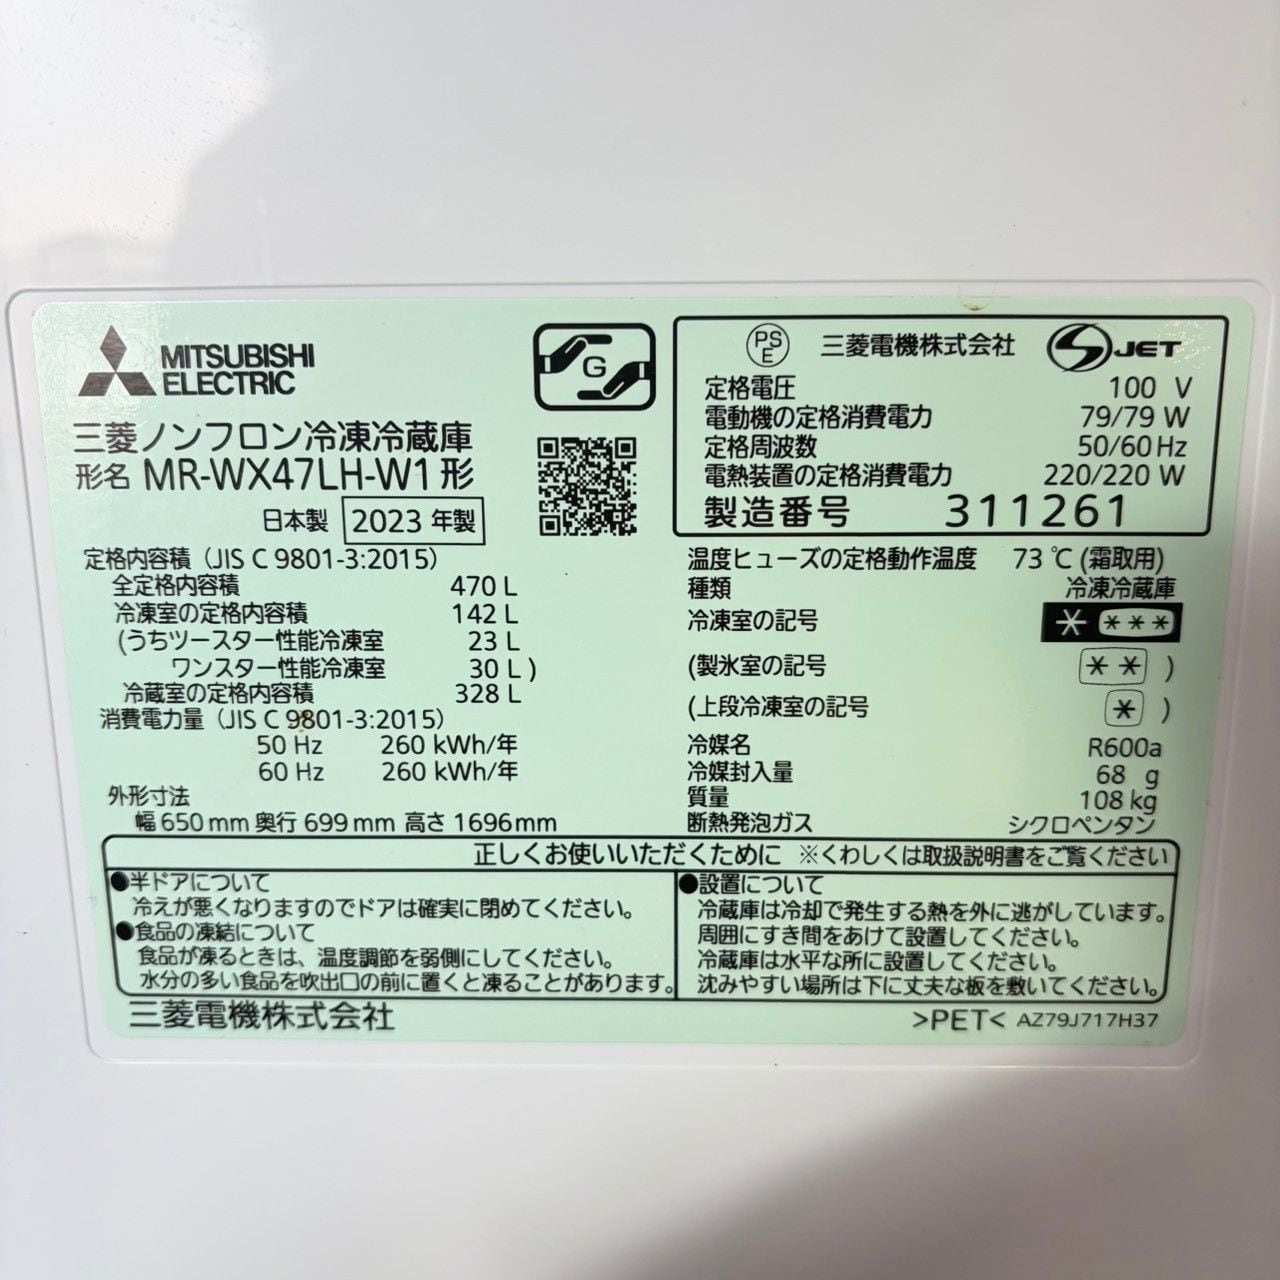 MITSUBISHI
ELECTRIC
G
三菱ノンフロン冷凍冷蔵庫
形名 MR-WX47LH-W1形
日本製 2023年製
定格内容積（JIS C 9801-3:2015）
全定格内容積 470 L
冷凍室の定格内容積 142 L
(うちツースター性能冷凍室 23 L
ワンスター性能冷凍室 30 L )
冷蔵室の定格内容積 328 L
消費電力量（JIS C 9801-3:2015）
50 Hz 260 kWh/年
60 Hz 260 kWh/年
外形寸法
幅 650 mm 奥行 699 mm 高さ 1696mm
PS
E
三菱電機株式会社
S JET
定格電圧 100 V
電動機の定格消費電力 79/79 W
定格周波数 50/60 Hz
電熱装置の定格消費電力 220/220 W
製造番号 311261
温度ヒューズの定格動作温度 73 ℃ (霜取用)
種類 冷凍冷蔵庫
冷凍室の記号 * ***
(製氷室の記号 ** )
(上段冷凍室の記号 * )
冷媒名 R600a
冷媒封入量 68 g
質量 108 kg
断熱発泡ガス シクロペンタン
正しくお使いいただくために ※くわしくは取扱説明書をご覧ください
●半ドアについて
冷えが悪くなりますのでドアは確実に閉めてください。
●食品の凍結について
食品が凍るときは、温度調節を弱側にしてください。
水分の多い食品を吹出口の前に置くと凍ることがあります。
●設置について
冷蔵庫は冷却で発生する熱を外に逃がしています。
周囲にすき間をあけて設置してください。
冷蔵庫は水平な所に設置してください。
沈みやすい場所は下に丈夫な板を敷いてください。
三菱電機株式会社
>PET< AZ79J717H37